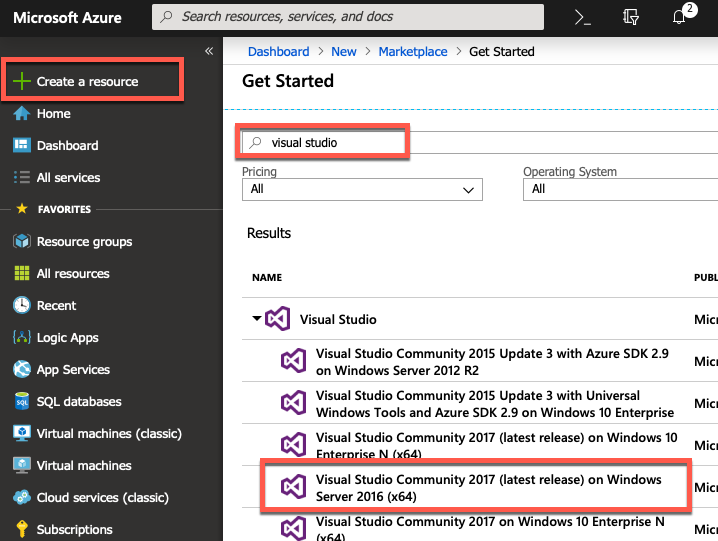 Microsoft Azure
Search resources, services, and docs
2
Create a resource
Home
Dashboard
All services
FAVORITES
Resource groups
All resources
Recent
Logic Apps
App Services
SQL databases
Virtual machines (classic)
Virtual machines
Cloud services (classic)
Subscriptions
Dashboard > New > Marketplace > Get Started
Get Started
visual studio
Pricing
All
Operating System
All
Results
NAME
PUBL
Visual Studio
Micr
Visual Studio Community 2015 Update 3 with Azure SDK 2.9
on Windows Server 2012 R2
Micr
Visual Studio Community 2015 Update 3 with Universal
Windows Tools and Azure SDK 2.9 on Windows 10 Enterprise
Micr
Visual Studio Community 2017 (latest release) on Windows 10
Enterprise N (x64)
Micr
Visual Studio Community 2017 (latest release) on Windows
Server 2016 (x64)
Micr
Visual Studio Community 2017 on Windows 10 Enterprise N
(x64)
Micr